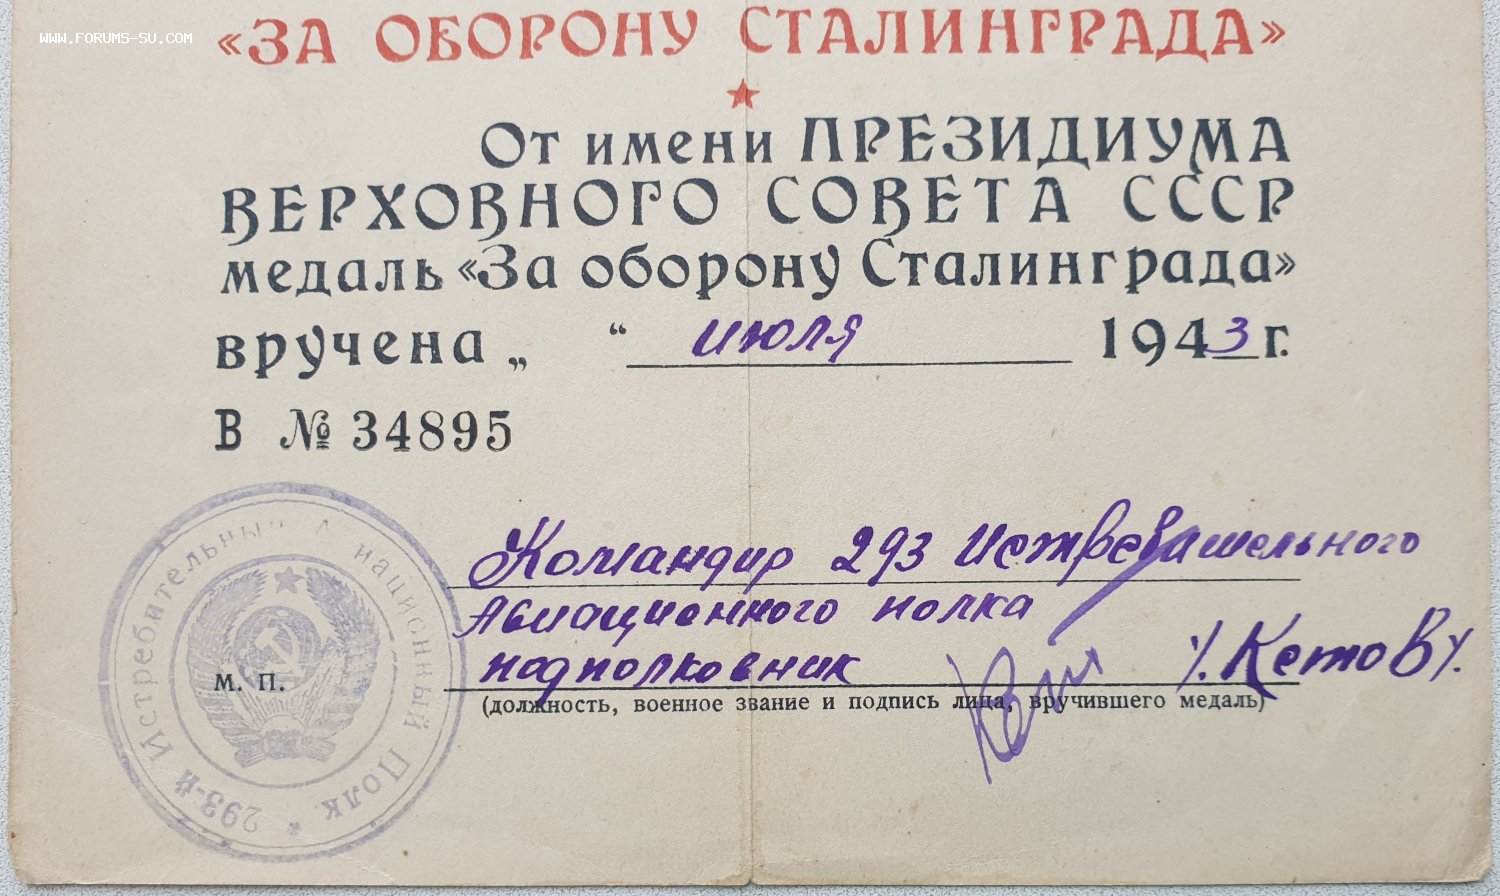 WWW.FORUMS-SU.COM
«ЗА ОБОРОНУ СТАЛИНГРАДА»
От имени ПРЕЗИДИУМА
ВЕРХОВНОГО СОВЕТА СССР
медаль «За оборону Сталинграда»
вручена „ “ июля 1943 г.
В № 34895
Командир 293 Истребительного
Авиационного полка
подполковник /Кетов/.
М. П.
(должность, военное звание и подпись лица, вручившего медаль)
293-й Истребительный национный Полк *